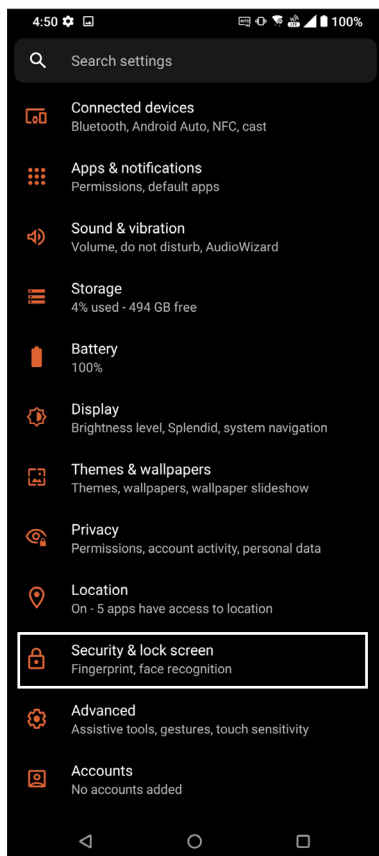 4:50 100%
Search settings
Connected devices
Bluetooth, Android Auto, NFC, cast
Apps & notifications
Permissions, default apps
Sound & vibration
Volume, do not disturb, AudioWizard
Storage
4% used - 494 GB free
Battery
100%
Display
Brightness level, Splendid, system navigation
Themes & wallpapers
Themes, wallpapers, wallpaper slideshow
Privacy
Permissions, account activity, personal data
Location
On - 5 apps have access to location
Security & lock screen
Fingerprint, face recognition
Advanced
Assistive tools, gestures, touch sensitivity
Accounts
No accounts added